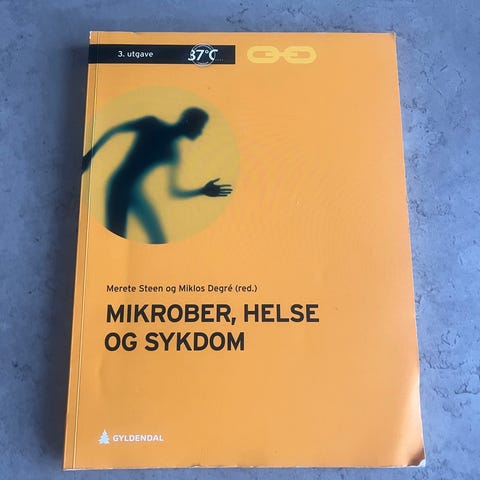 3. utgave
37°C
Merete Steen og Miklos Degré (red.)
MIKROBER, HELSE
OG SYKDOM
GYLDENDAL